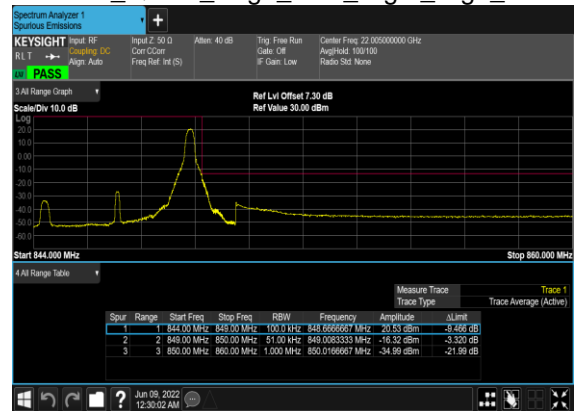 Spectrum Analyzer 1
Spurious Emissions
+
KEYSIGHT Input: RF Input Z: 50 Ω Atten: 40 dB Trig: Free Run Center Freq: 22.005000000 GHz
RLT Coupling: DC Corr CCorr Gate: Off Avg|Hold: 100/100
Align: Auto Freq Ref: Int (S) IF Gain: Low Radio Std: None
PASS
3 All Range Graph
Ref Lvl Offset 7.30 dB
Scale/Div 10.0 dB Ref Value 30.00 dBm
Log
20.0
10.0
0.00
-10.0
-20.0
-30.0
-40.0
-50.0
-60.0
Start 844.000 MHz Stop 860.000 MHz
4 All Range Table
Measure Trace Trace 1
Trace Type Trace Average (Active)
Spur Range Start Freq Stop Freq RBW Frequency Amplitude ΔLimit
1 1 844.00 MHz 849.00 MHz 100.0 kHz 848.6666667 MHz 20.53 dBm -9.466 dB
2 2 849.00 MHz 850.00 MHz 51.00 kHz 849.0083333 MHz -16.32 dBm -3.320 dB
3 3 850.00 MHz 860.00 MHz 1.000 MHz 850.0166667 MHz -34.99 dBm -21.99 dB
?
Jun 09, 2022
12:30:02 AM